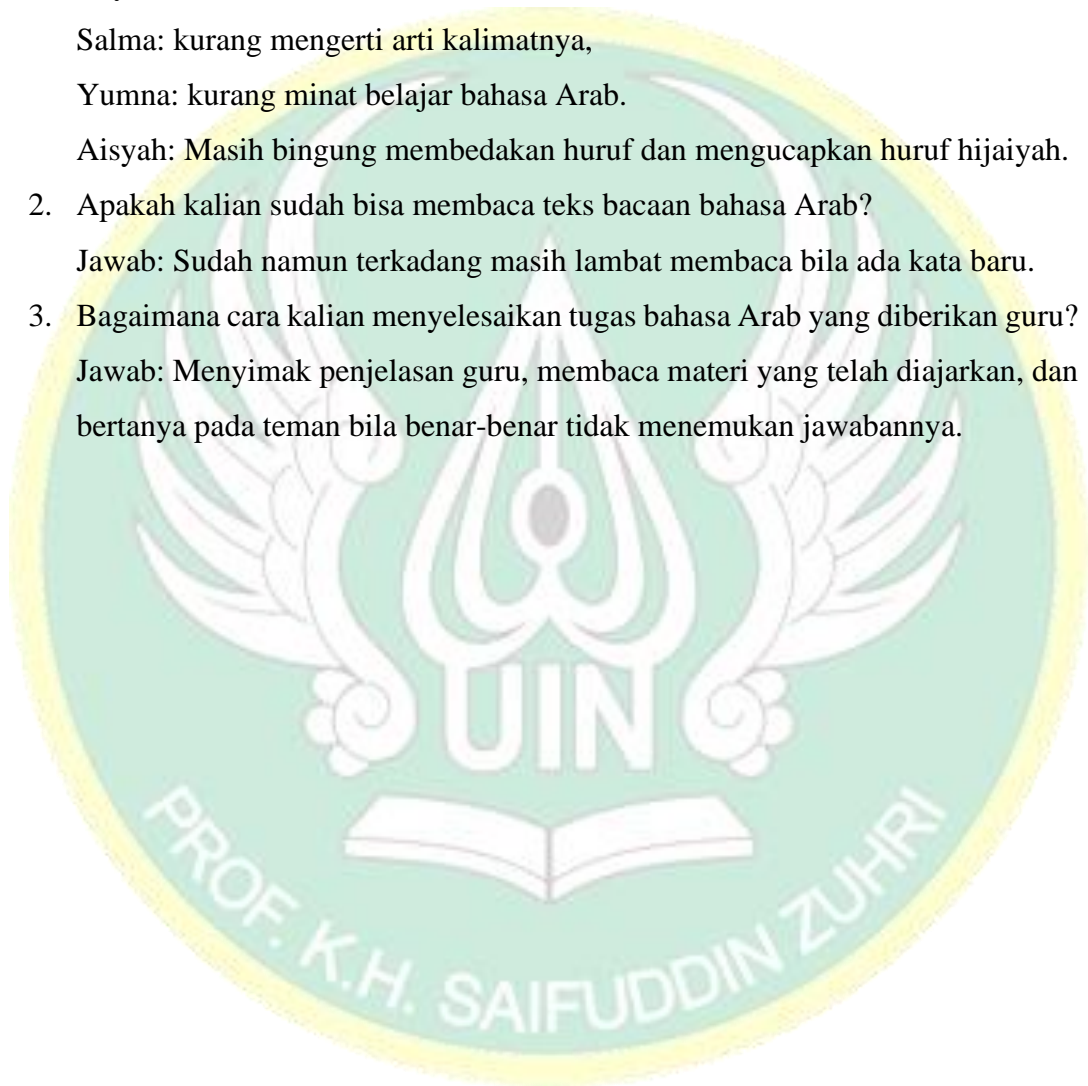 Salma: kurang mengerti arti kalimatnya,
Yumna: kurang minat belajar bahasa Arab.
Aisyah: Masih bingung membedakan huruf dan mengucapkan huruf hijaiyah.
2. Apakah kalian sudah bisa membaca teks bacaan bahasa Arab?
Jawab: Sudah namun terkadang masih lambat membaca bila ada kata baru.
3. Bagaimana cara kalian menyelesaikan tugas bahasa Arab yang diberikan guru?
Jawab: Menyimak penjelasan guru, membaca materi yang telah diajarkan, dan
bertanya pada teman bila benar-benar tidak menemukan jawabannya.
UIN
PROF. K.H. SAIFUDDIN ZUHRI